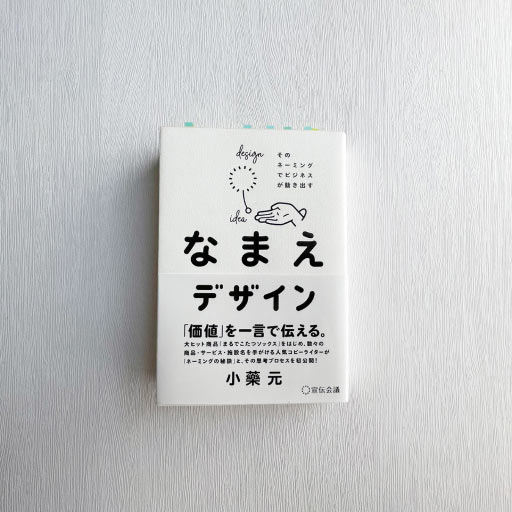 design
その
ネーミング
でビジネス
が動き出す
idea
なまえ
デザイン
「価値」を一言で伝える。
大ヒット商品「まるでこたつソックス」をはじめ、数々の
商品・サービス・施設名を手がける人気コピーライターが
「ネーミングの秘訣」と、その思考プロセスを初公開!
小藥 元
宣伝会議